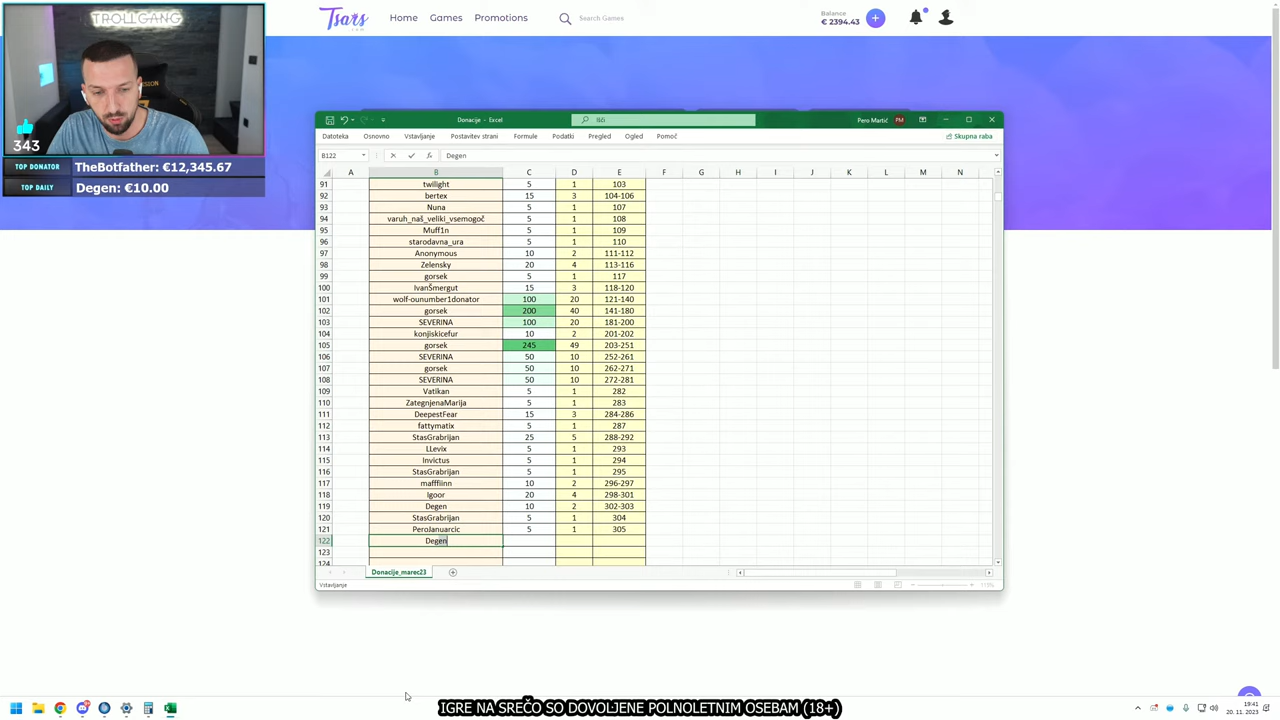 TROLLGANG
343
TOP DONATOR TheBotfather: €12,345.67
TOP DAILY Degen: €10.00
Tsars
.com
Home Games Promotions
Search Games
Balance
€ 2394.43
Donacije - Excel
Išči
Pero Martić PM
Datoteka Osnovno Vstavljanje Postavitev strani Formule Podatki Pregled Ogled Pomoč
Skupna raba
B122 Degen
A B C D E F G H I J K L M N
91 twilight 5 1 103
92 bertex 15 3 104-106
93 Nuna 5 1 107
94 varuh_naš_veliki_vsemogoč 5 1 108
95 Muff1n 5 1 109
96 starodavna_ura 5 1 110
97 Anonymous 10 2 111-112
98 Zelensky 20 4 113-116
99 gorsek 5 1 117
100 IvanŠmergut 15 3 118-120
101 wolf-ounumber1donator 100 20 121-140
102 gorsek 200 40 141-180
103 SEVERINA 100 20 181-200
104 konjiskicefur 10 2 201-202
105 gorsek 245 49 203-251
106 SEVERINA 50 10 252-261
107 gorsek 50 10 262-271
108 SEVERINA 50 10 272-281
109 Vatikan 5 1 282
110 ZategnjenaMarija 5 1 283
111 DeepestFear 15 3 284-286
112 fattymatix 5 1 287
113 StasGrabrijan 25 5 288-292
114 LLevix 5 1 293
115 Invictus 5 1 294
116 StasGrabrijan 5 1 295
117 mafffiinn 10 2 296-297
118 Igoor 20 4 298-301
119 Degen 10 2 302-303
120 StasGrabrijan 5 1 304
121 PeroJanuarcic 5 1 305
122 Degen
123
124
Donacije_marec23
Vstavljanje
113%
IGRE NA SREČO SO DOVOLJENE POLNOLETNIM OSEBAM (18+)
19:41
20. 11. 2023